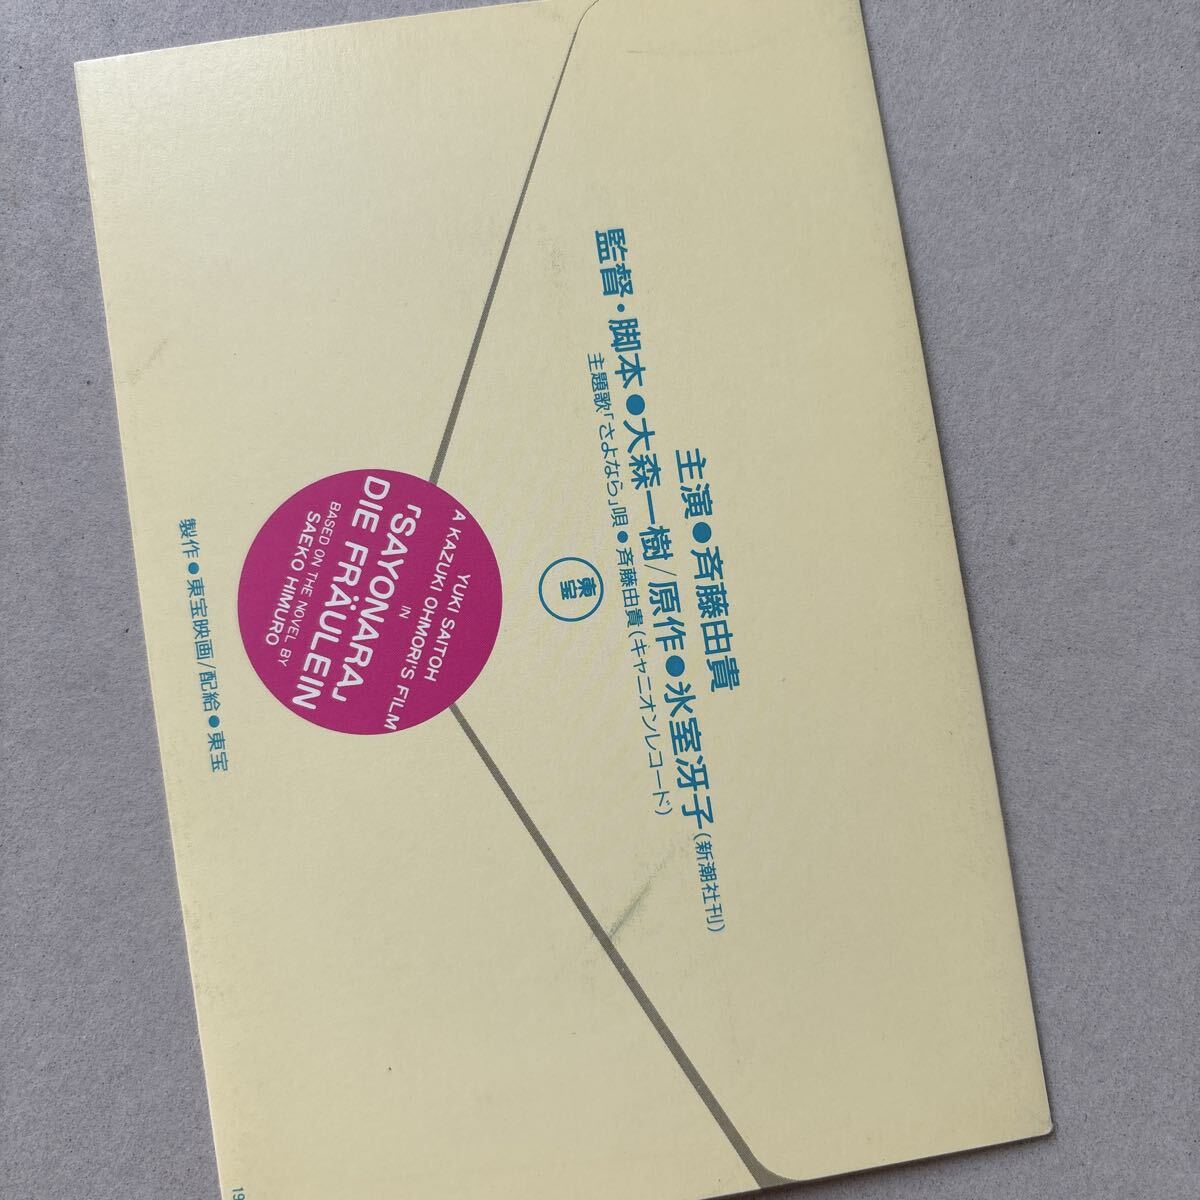 主演●斉藤由貴
監督・脚本●大森一樹/原作●氷室冴子(新潮社刊)
主題歌「さよなら」唄●斉藤由貴(キャニオンレコード)
東宝
YUKI SAITOH
IN
A KAZUKI OHMORI'S FILM
「SAYONARA」
DIE FRÄULEIN
BASED ON THE NOVEL BY
SAEKO HIMURO
製作●東宝映画/配給●東宝